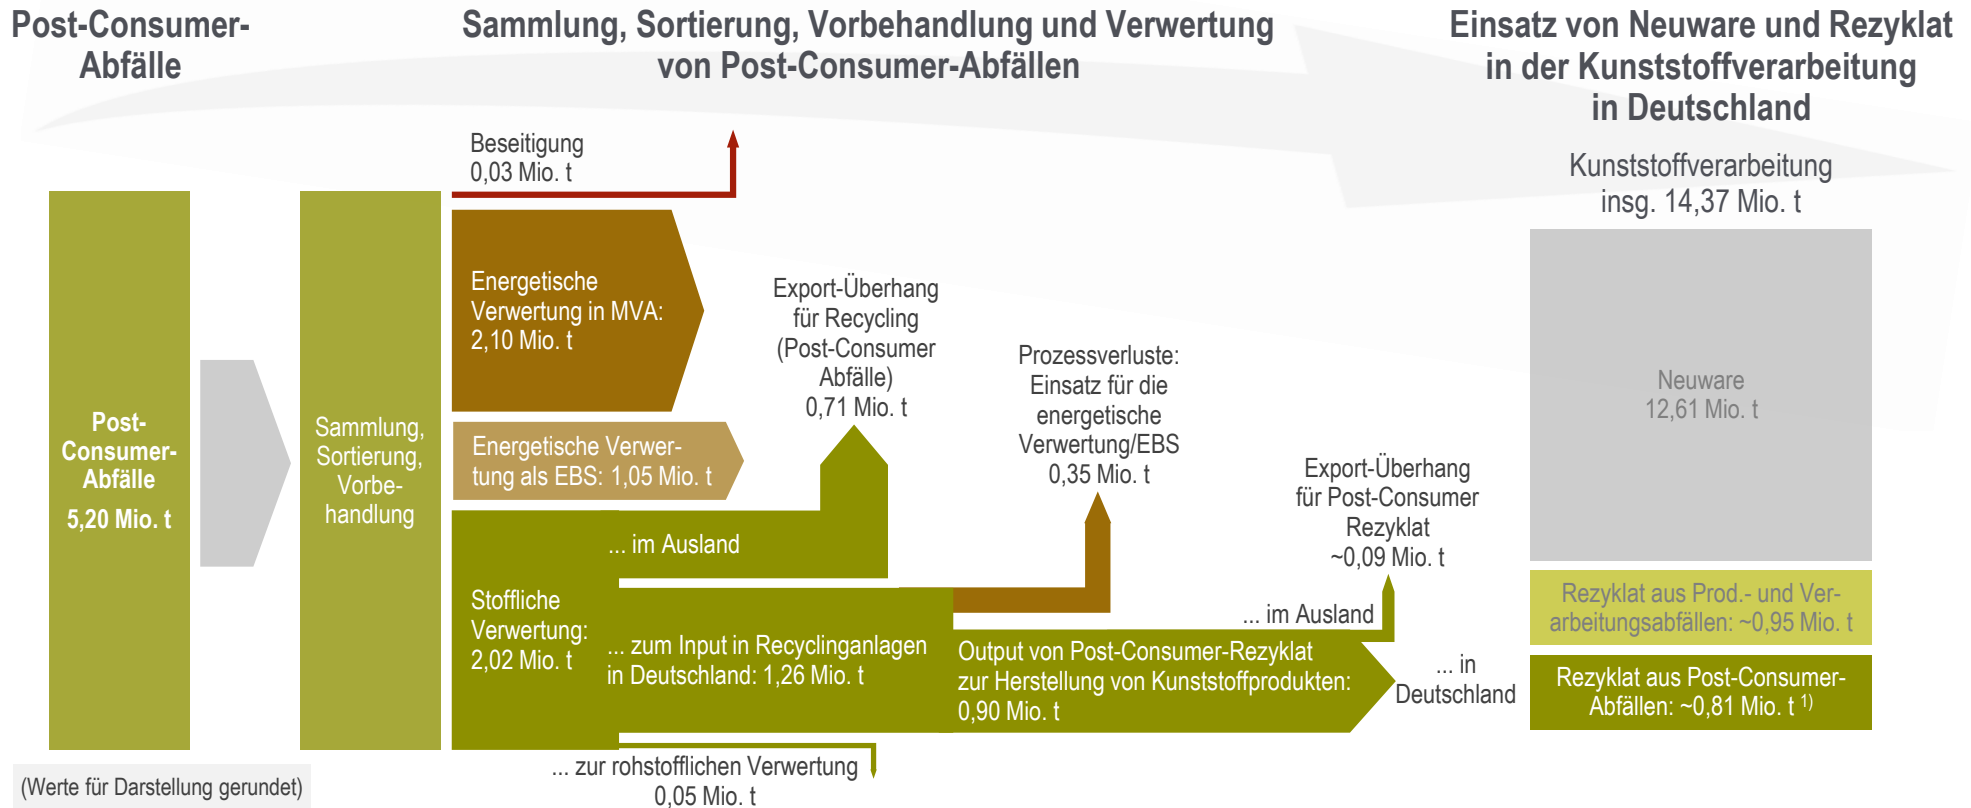 Post-Consumer-
Abfälle
Sammlung, Sortierung, Vorbehandlung und Verwertung
von Post-Consumer-Abfällen
Einsatz von Neuware und Rezyklat
in der Kunststoffverarbeitung
in Deutschland
Post-
Consumer-
Abfälle
5,20 Mio. t
Sammlung,
Sortierung,
Vorbe-
handlung
Beseitigung
0,03 Mio. t
Energetische
Verwertung in MVA:
2,10 Mio. t
Energetische Verwer-
tung als EBS: 1,05 Mio. t
Stoffliche
Verwertung:
2,02 Mio. t
Export-Überhang
für Recycling
(Post-Consumer
Abfälle)
0,71 Mio. t
... im Ausland
... zum Input in Recyclinganlagen
in Deutschland: 1,26 Mio. t
... zur rohstofflichen Verwertung
0,05 Mio. t
Prozessverluste:
Einsatz für die
energetische
Verwertung/EBS
0,35 Mio. t
Output von Post-Consumer-Rezyklat
zur Herstellung von Kunststoffprodukten:
0,90 Mio. t
Export-Überhang
für Post-Consumer
Rezyklat
~0,09 Mio. t
... im Ausland
... in
Deutschland
Kunststoffverarbeitung
insg. 14,37 Mio. t
Neuware
12,61 Mio. t
Rezyklat aus Prod.- und Ver-
arbeitungsabfällen: ~0,95 Mio. t
Rezyklat aus Post-Consumer-
Abfällen: ~0,81 Mio. t 1)
(Werte für Darstellung gerundet)